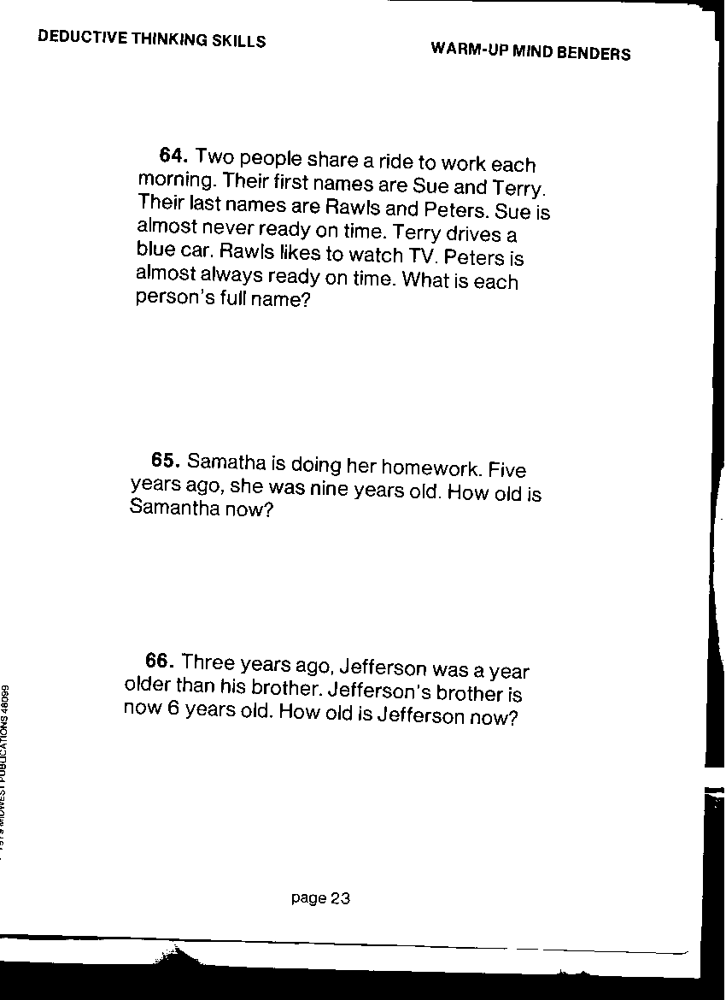 DEDUCTIVE THINKING SKILLS
WARM-UP MIND BENDERS
64. Two people share a ride to work each
morning. Their first names are Sue and Terry.
Their last names are Rawls and Peters. Sue is
almost never ready on time. Terry drives a
blue car. Rawls likes to watch TV. Peters is
almost always ready on time. What is each
person's full name?
65. Samatha is doing her homework. Five
years ago, she was nine years old. How old is
Samantha now?
66. Three years ago, Jefferson was a year
older than his brother. Jefferson's brother is
now 6 years old. How old is Jefferson now?
1979 MIDWEST PUBLICATIONS 48099
page 23